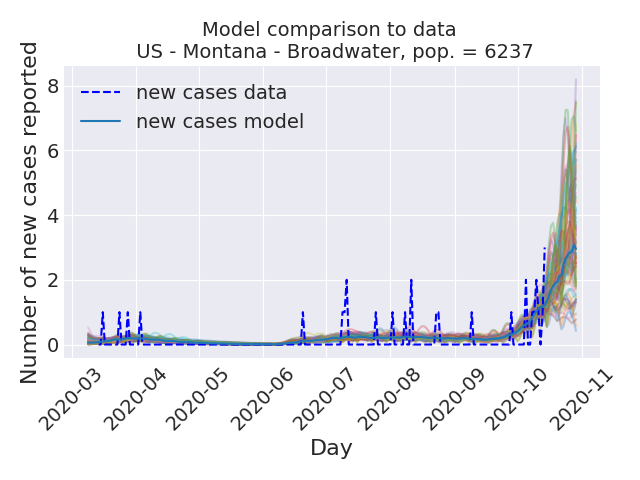 Model comparison to data
US - Montana - Broadwater, pop. = 6237
new cases data
new cases model
Number of new cases reported
8
6
4
2
0
2020-03
2020-04
2020-05
2020-06
2020-07
2020-08
2020-09
2020-10
2020-11
Day